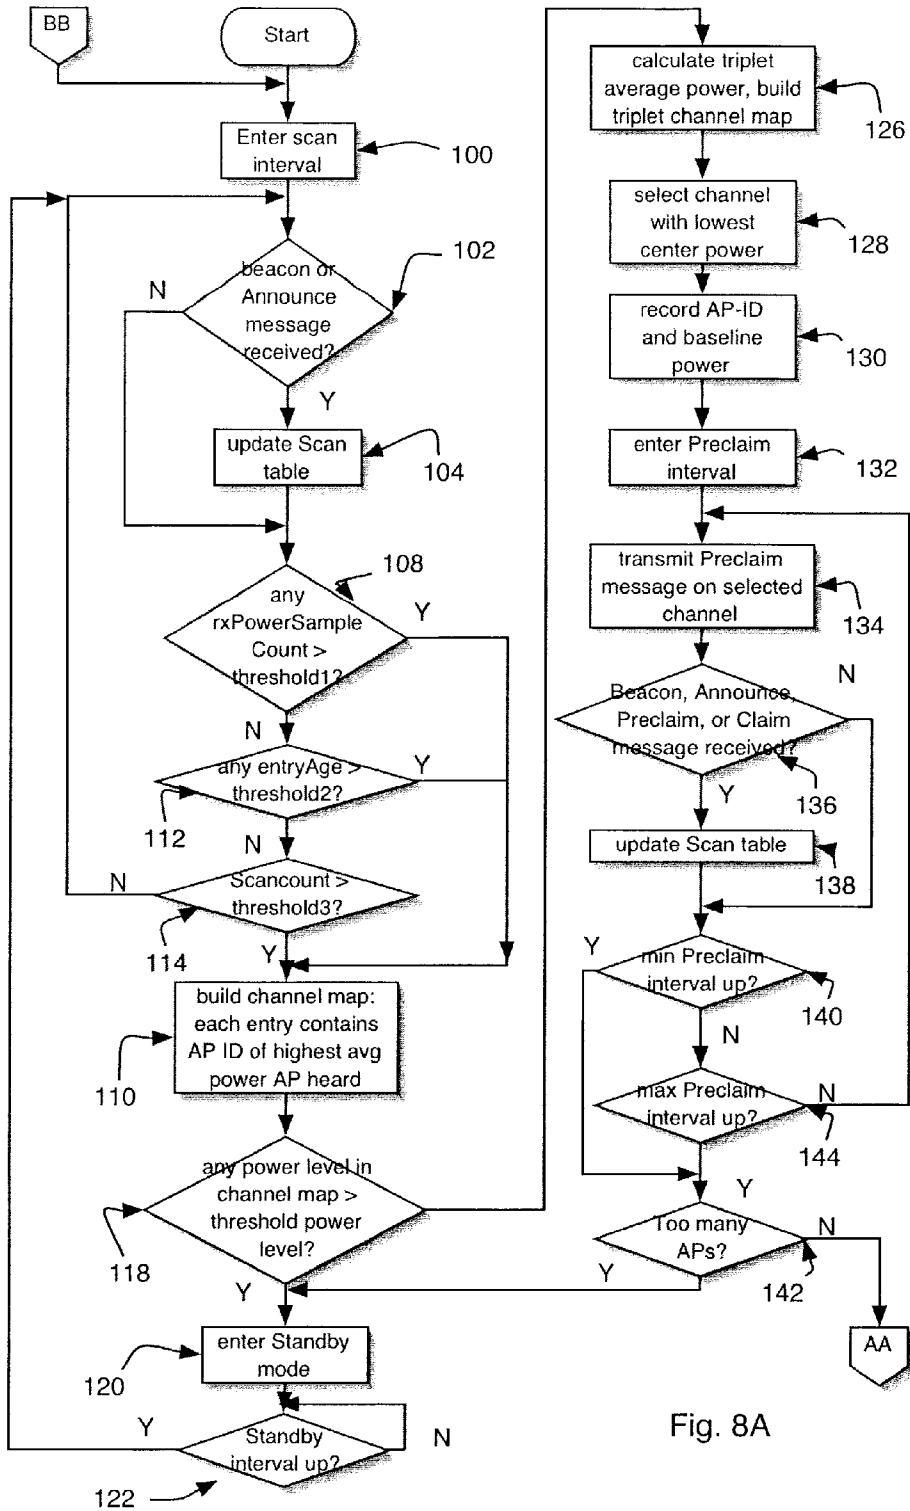 BB
Start
Enter scan
interval
100
beacon or
Announce
message
received?
102
N
Y
update Scan
table
104
108
any
rxPowerSample
Count >
threshold1?
Y
N
any entryAge >
threshold2?
Y
112
N
Scancount >
threshold3?
N
114
Y
build channel map:
each entry contains
AP ID of highest avg
power AP heard
110
any power level in
channel map >
threshold power
level?
118
Y
enter Standby
mode
120
Standby
interval up?
Y
N
122
calculate triplet
average power, build
triplet channel map
126
select channel
with lowest
center power
128
record AP-ID
and baseline
power
130
enter Preclaim
interval
132
transmit Preclaim
message on selected
channel
134
N
Beacon, Announce,
Preclaim, or Claim
message received?
136
Y
update Scan table
138
Y
min Preclaim
interval up?
140
N
max Preclaim
interval up?
N
144
Y
Too many
APs?
N
Y
142
AA
Fig. 8A